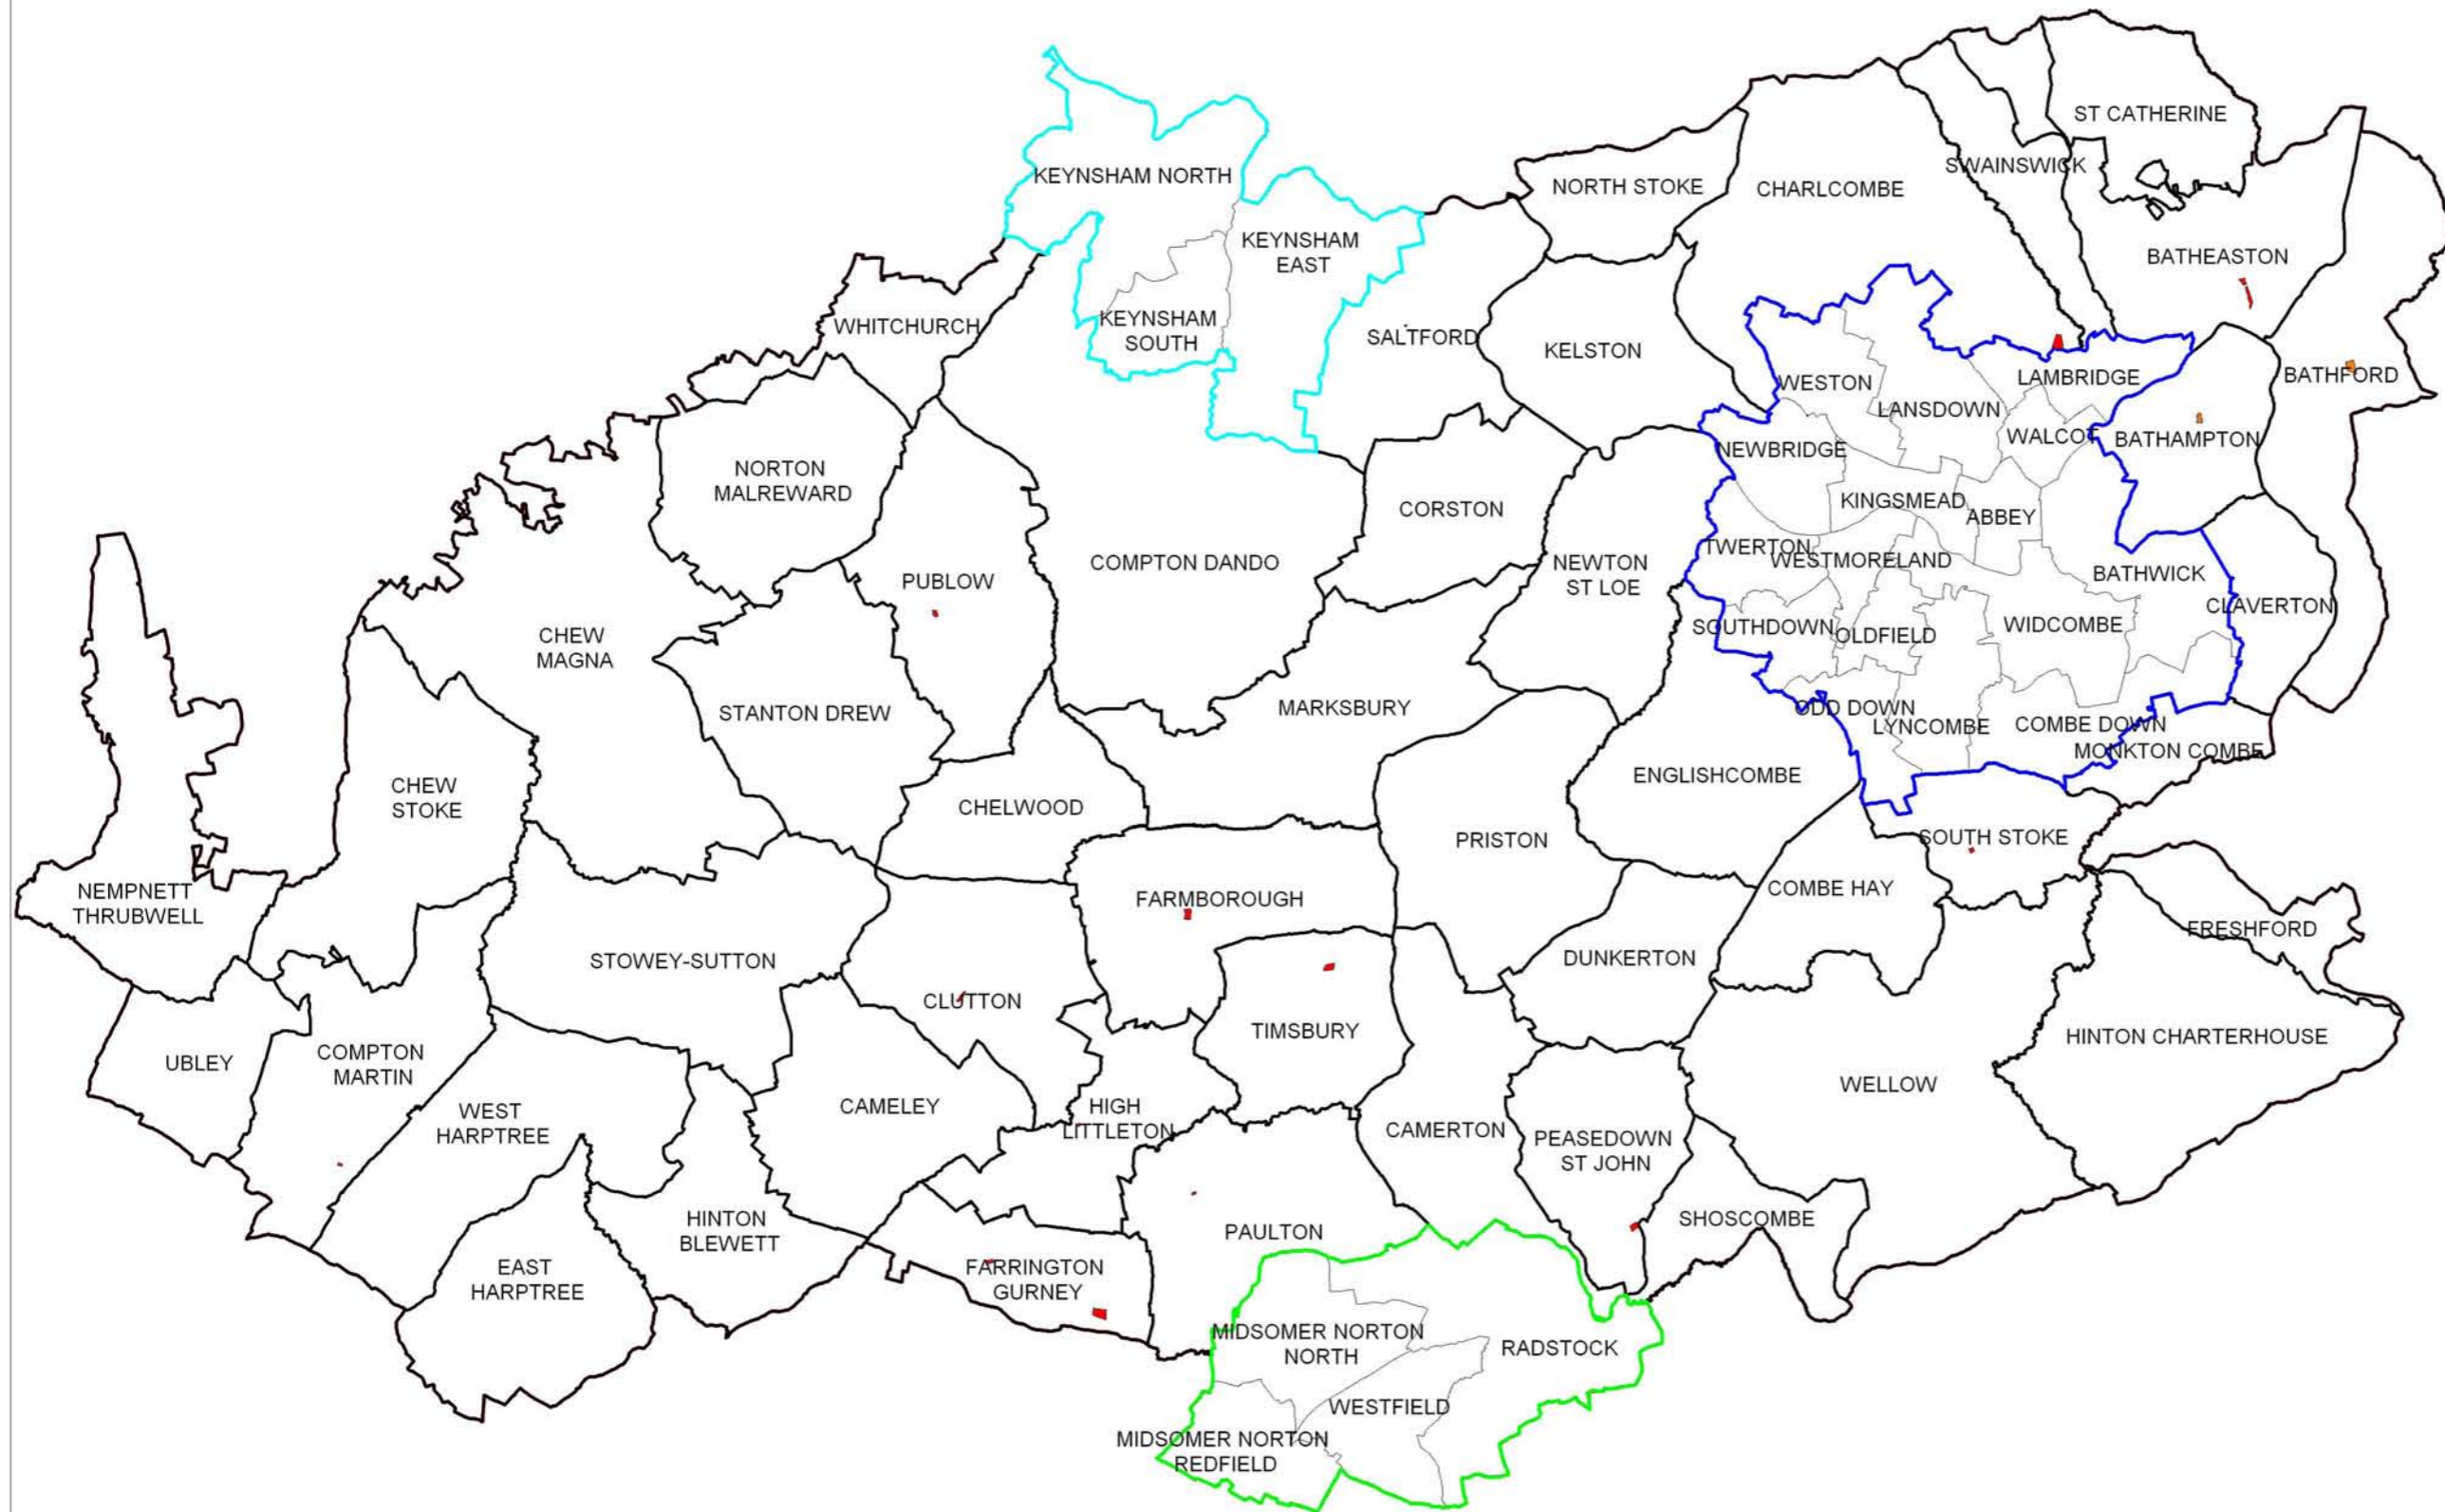 ST CATHERINE
SWAINSWICK
KEYNSHAM NORTH
NORTH STOKE
CHARLCOMBE
KEYNSHAM
EAST
BATHEASTON
WHITCHURCH
KEYNSHAM
SOUTH
SALTFORD
KELSTON
WESTON
LAMBRIDGE
BATHFORD
LANSDOWN
WALCOT
BATHAMPTON
NEWBRIDGE
NORTON
MALREWARD
CORSTON
KINGSMEAD
ABBEY
TWERTON
WESTMORELAND
BATHWICK
COMPTON DANDO
NEWTON
ST LOE
PUBLOW
CLAVERTON
SOUTHDOWN
OLDFIELD
WIDCOMBE
CHEW
MAGNA
STANTON DREW
MARKSBURY
ODD DOWN
LYNCOMBE
COMBE DOWN
MONKTON COMBE
CHEW
STOKE
CHELWOOD
ENGLISHCOMBE
PRISTON
SOUTH STOKE
NEMPNETT
THRUBWELL
FARMBOROUGH
COMBE HAY
FRESHFORD
STOWEY-SUTTON
DUNKERTON
CLUTTON
TIMSBURY
HINTON CHARTERHOUSE
UBLEY
COMPTON
MARTIN
WEST
HARPTREE
CAMELEY
HIGH
LITTLETON
CAMERTON
PEASEDOWN
ST JOHN
WELLOW
HINTON
BLEWETT
PAULTON
SHOSCOMBE
EAST
HARPTREE
FARRINGTON
GURNEY
MIDSOMER NORTON
NORTH
RADSTOCK
WESTFIELD
MIDSOMER NORTON
REDFIELD